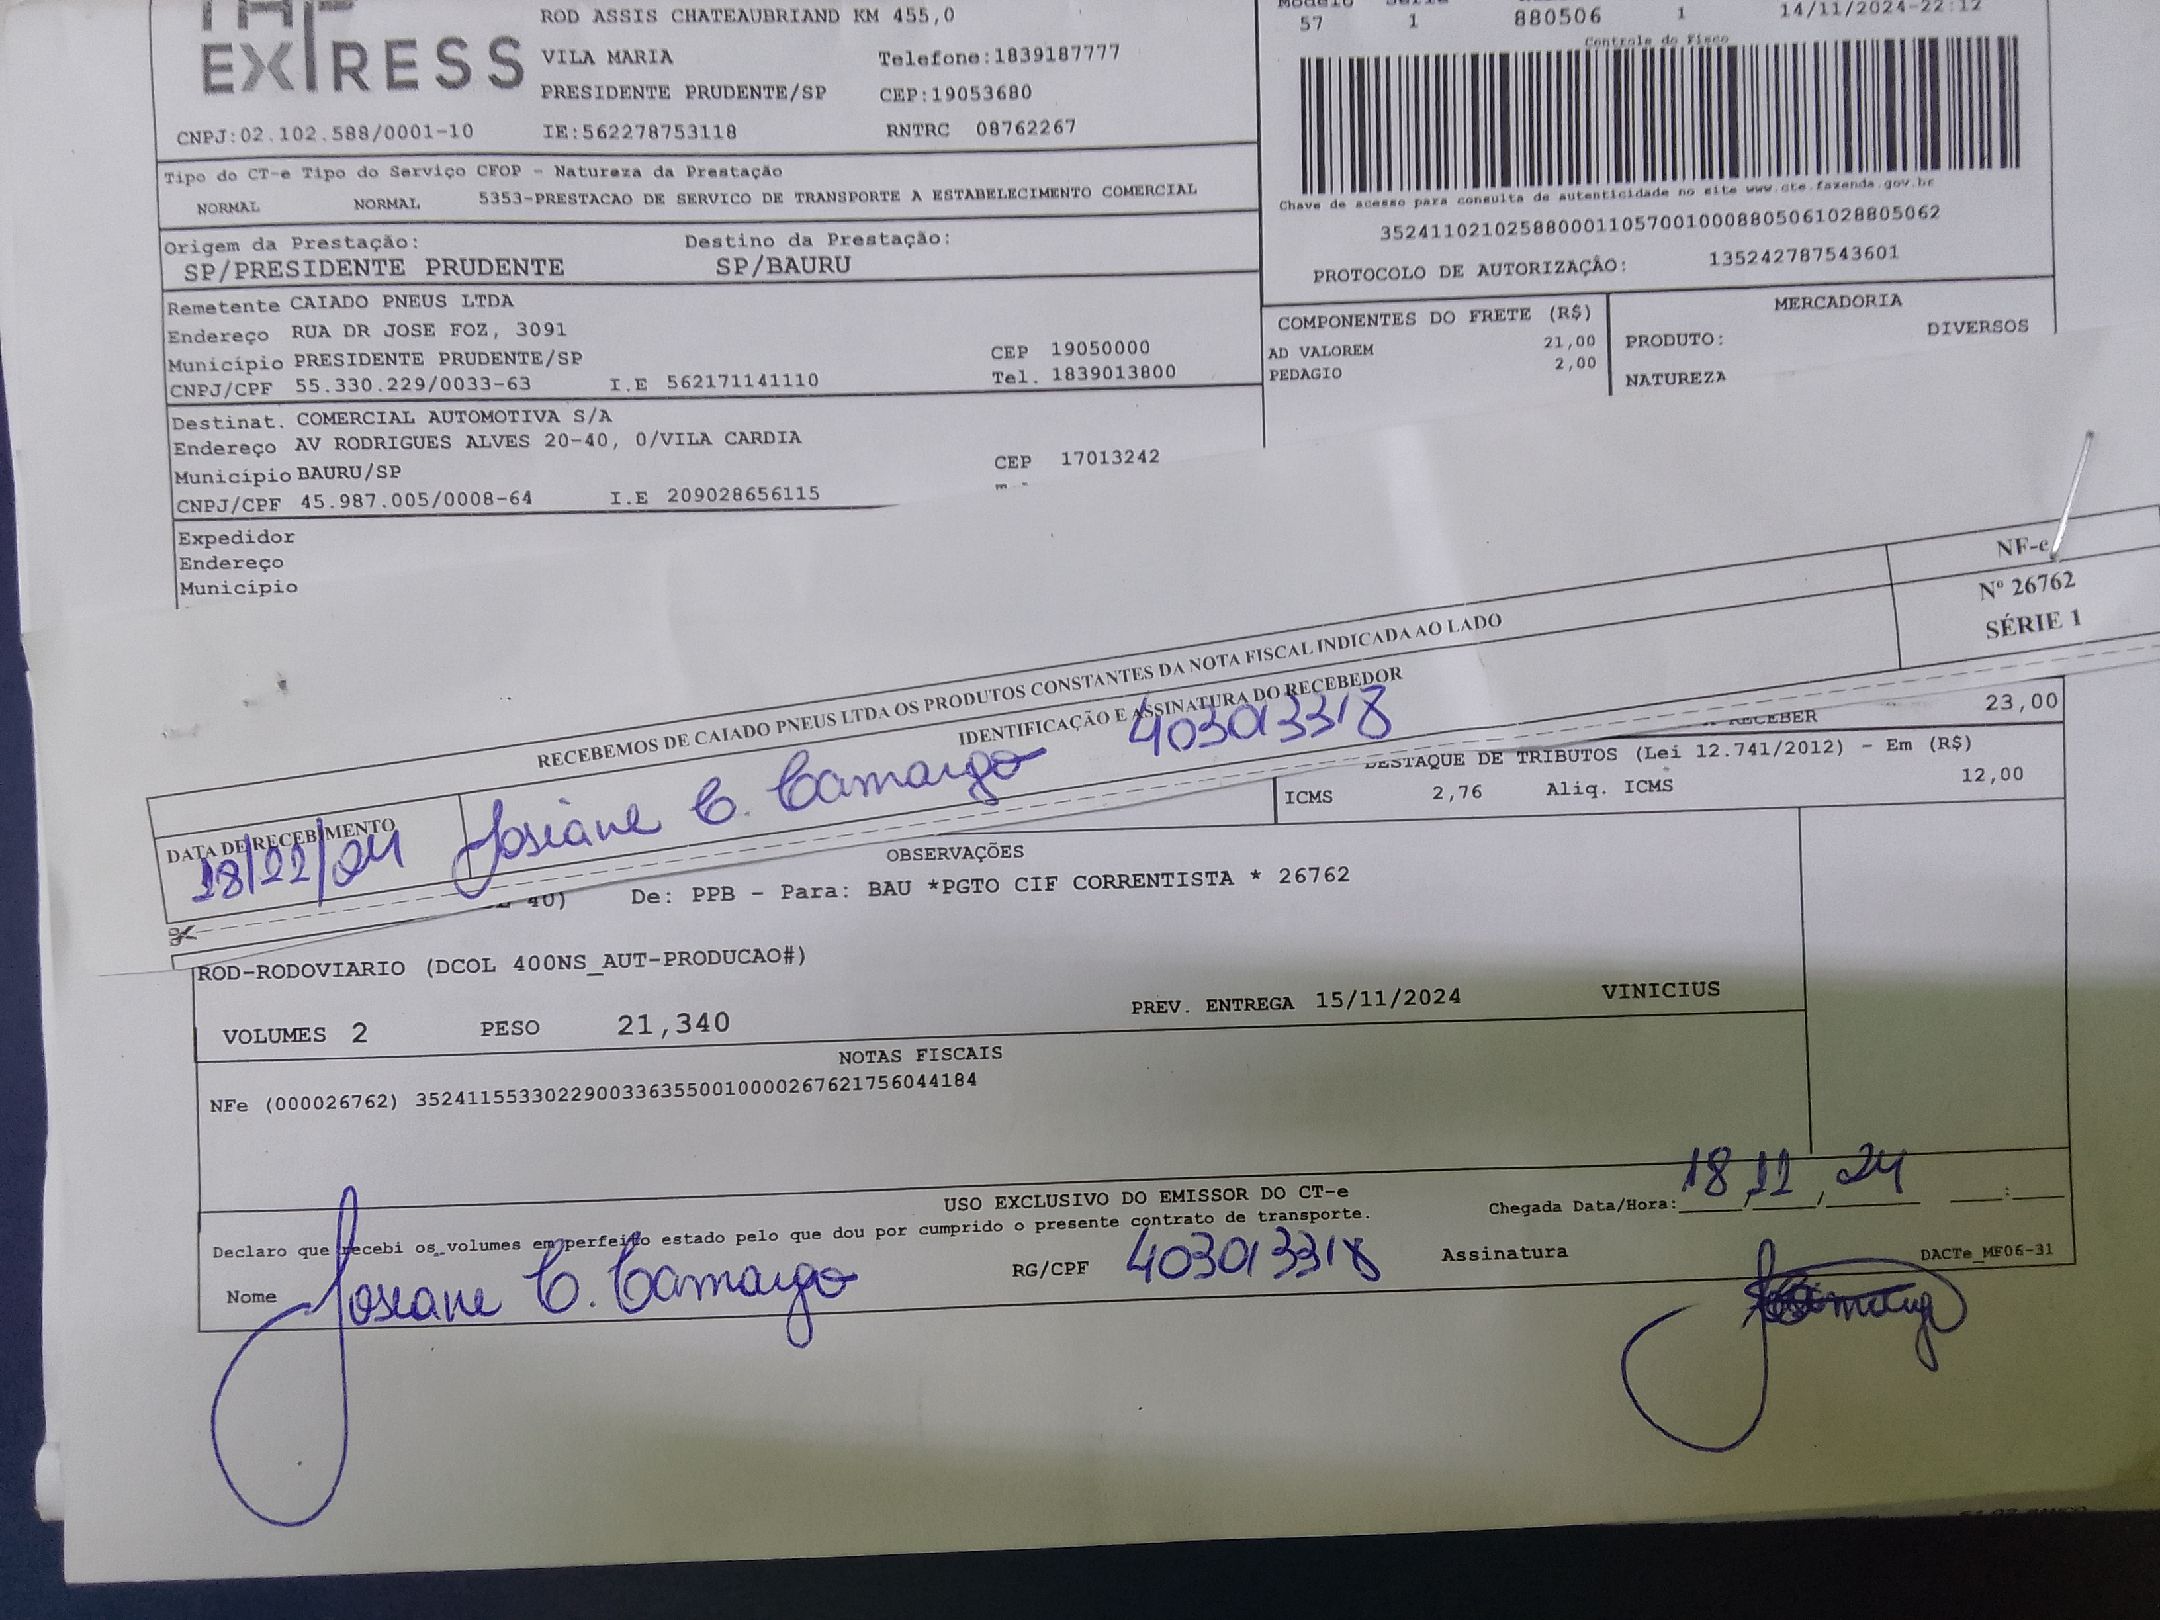 EXPRESS
ROD ASSIS CHATEAUBRIAND KM 455,0
VILA MARIA Telefone:1839187777
PRESIDENTE PRUDENTE/SP CEP:19053680
CNPJ:02.102.588/0001-10 IE:562278753118 RNTRC 08762267
57 1 880506 1 14/11/2024-22:12
Controle do Fisco
Chave de acesso para consulta de autenticidade no site www.cte.fazenda.gov.br
35241102102588000110570010008805061028805062
PROTOCOLO DE AUTORIZAÇÃO: 135242787543601
Tipo do CT-e Tipo do Serviço CFOP - Natureza da Prestação
NORMAL NORMAL 5353-PRESTACAO DE SERVICO DE TRANSPORTE A ESTABELECIMENTO COMERCIAL
Origem da Prestação: Destino da Prestação:
SP/PRESIDENTE PRUDENTE SP/BAURU
Remetente CAIADO PNEUS LTDA
Endereço RUA DR JOSE FOZ, 3091
Município PRESIDENTE PRUDENTE/SP CEP 19050000
CNPJ/CPF 55.330.229/0033-63 I.E 562171141110 Tel. 1839013800
COMPONENTES DO FRETE (R$)
AD VALOREM 21,00
PEDAGIO 2,00
MERCADORIA
PRODUTO: DIVERSOS
NATUREZA
Destinat. COMERCIAL AUTOMOTIVA S/A
Endereço AV RODRIGUES ALVES 20-40, 0/VILA CARDIA
Município BAURU/SP CEP 17013242
CNPJ/CPF 45.987.005/0008-64 I.E 209028656115
Expedidor
Endereço
Município
RECEBEMOS DE CAIADO PNEUS LTDA OS PRODUTOS CONSTANTES DA NOTA FISCAL INDICADA AO LADO
NF-e
Nº 26762
SÉRIE 1
DATA DE RECEBIMENTO IDENTIFICAÇÃO E ASSINATURA DO RECEBEDOR
18/11/24 Josiane C. Camargo 403013318
RECEBER 23,00
DESTAQUE DE TRIBUTOS (Lei 12.741/2012) - Em (R$)
ICMS 2,76 Aliq. ICMS 12,00
OBSERVAÇÕES
40) De: PPB - Para: BAU *PGTO CIF CORRENTISTA * 26762
ROD-RODOVIARIO (DCOL 400NS_AUT-PRODUCAO#)
VOLUMES 2 PESO 21,340 PREV. ENTREGA 15/11/2024 VINICIUS
NOTAS FISCAIS
NFe (000026762) 35241155330229003363550010000267621756044184
USO EXCLUSIVO DO EMISSOR DO CT-e
Declaro que recebi os volumes em perfeito estado pelo que dou por cumprido o presente contrato de transporte.
Chegada Data/Hora: 18/11/24 __:__
Nome Josiane C. Camargo RG/CPF 403013318 Assinatura
DACTe_MF06-31